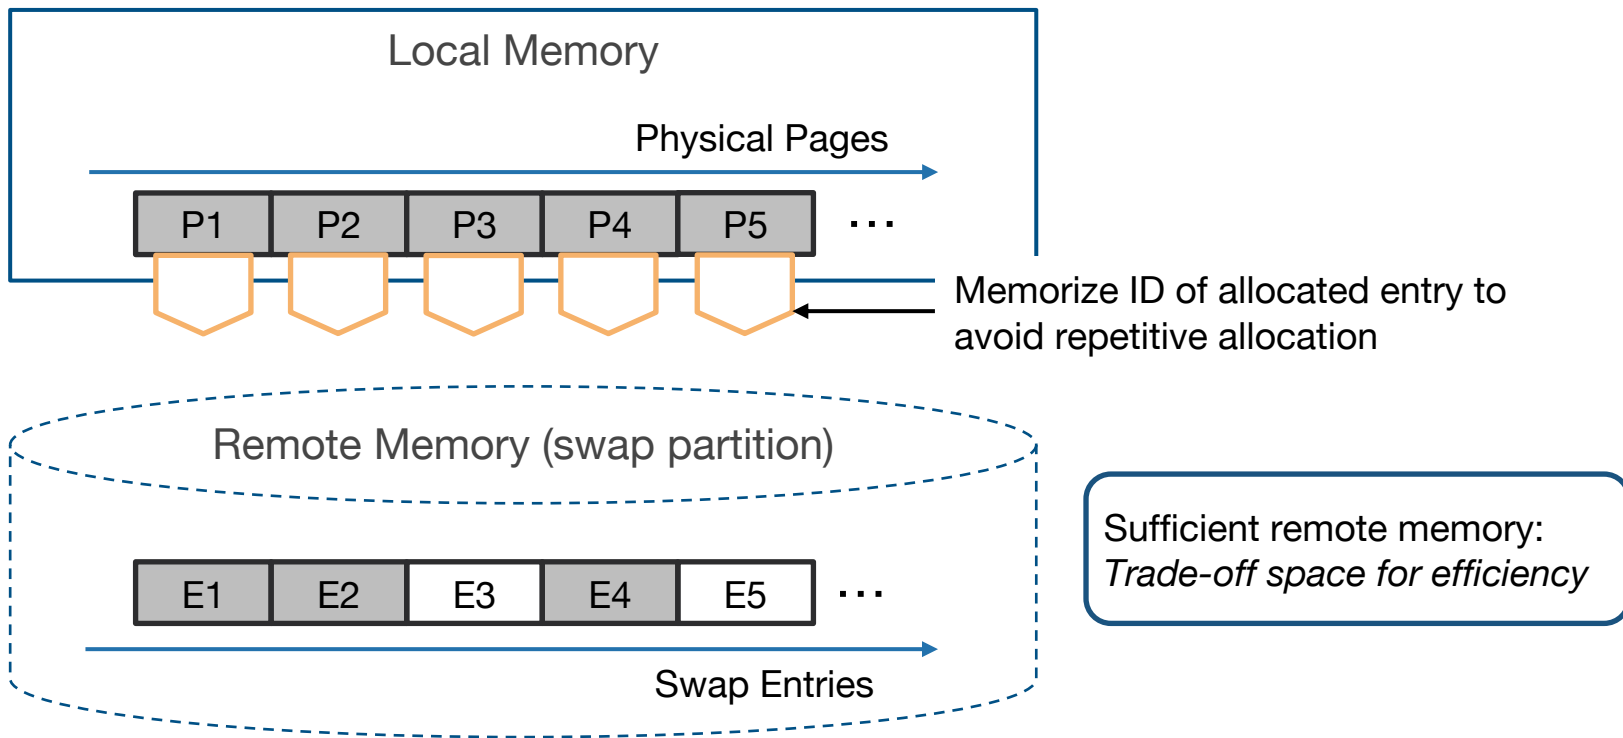 Local Memory
Physical Pages
P1 P2 P3 P4 P5 ...
Memorize ID of allocated entry to
avoid repetitive allocation
Remote Memory (swap partition)
Sufficient remote memory:
Trade-off space for efficiency
E1 E2 E3 E4 E5 ...
Swap Entries